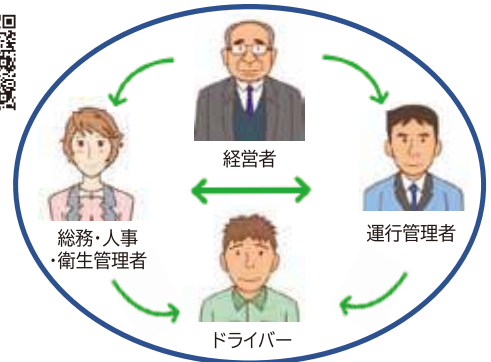 経営者
総務・人事
・衛生管理者
運行管理者
ドライバー